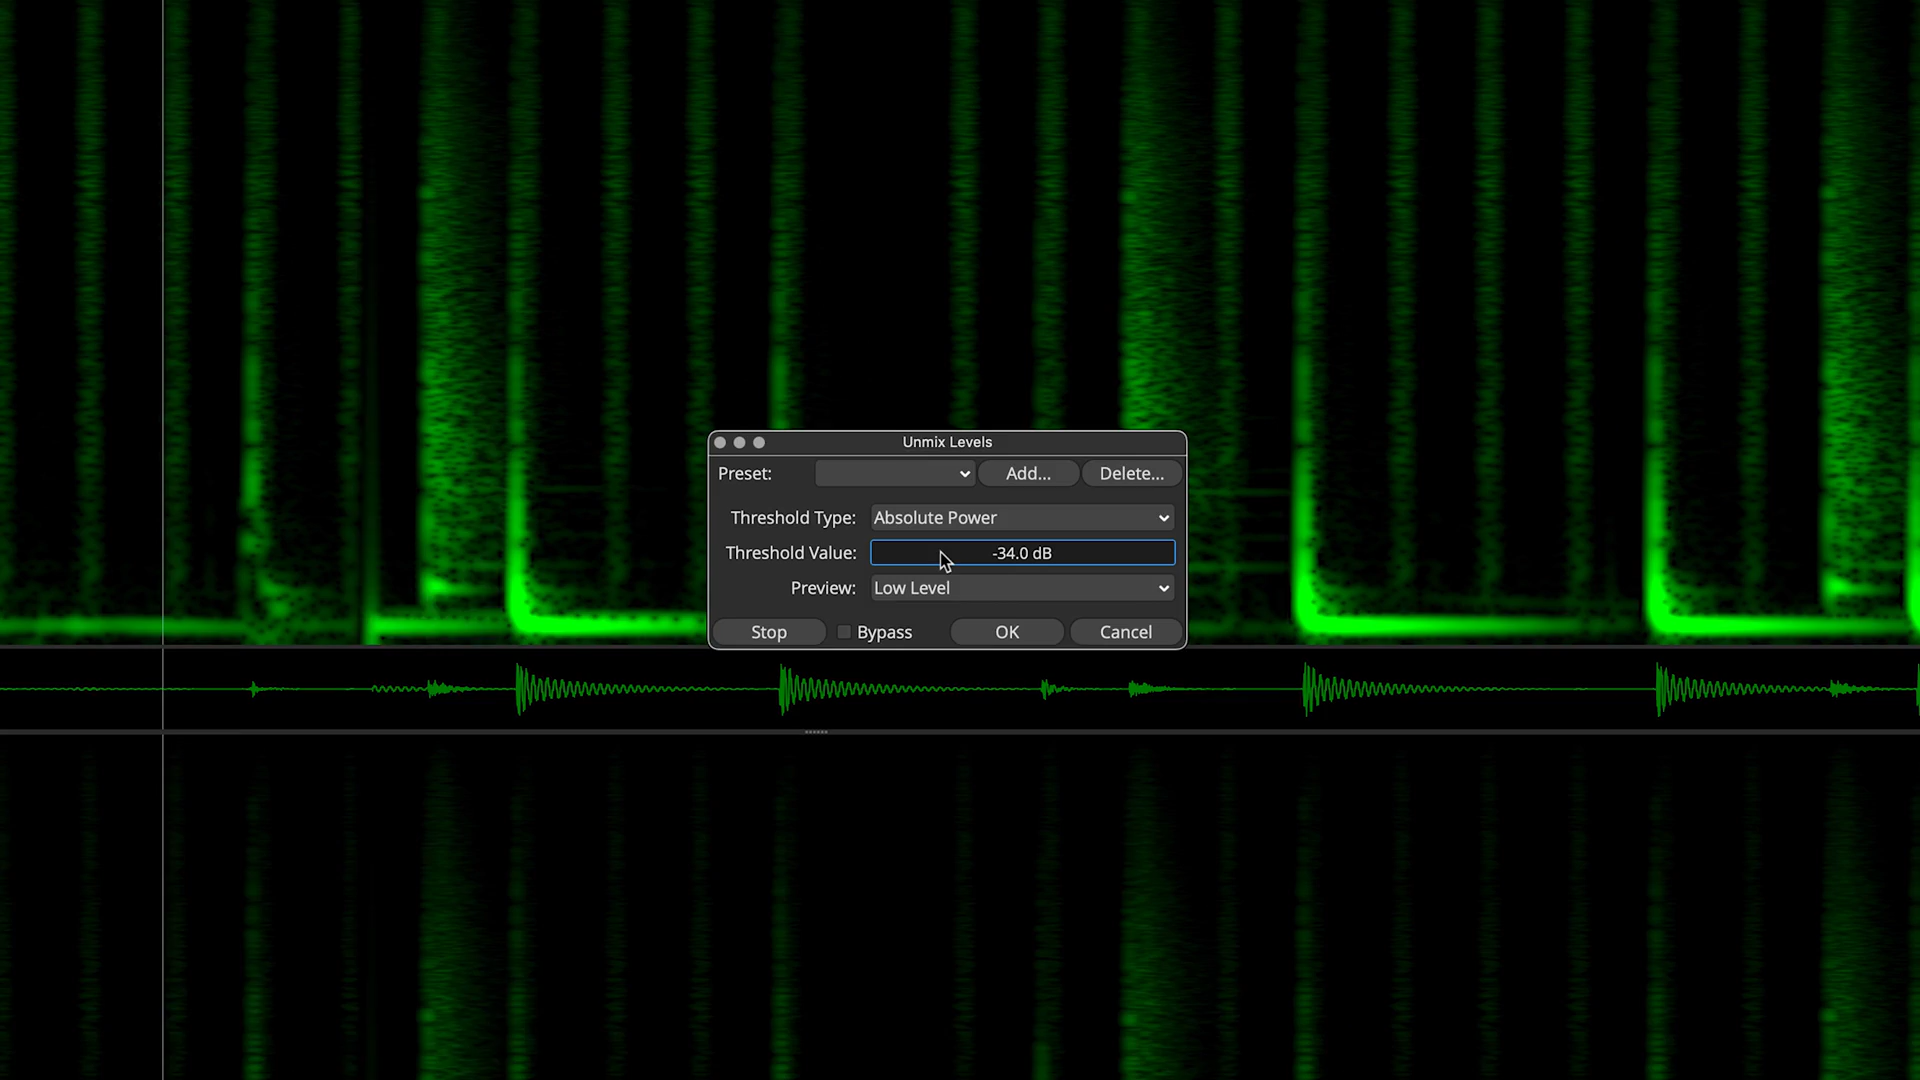 Unmix Levels
Preset: Add... Delete...
Threshold Type: Absolute Power
Threshold Value: -34.0 dB
Preview: Low Level
Stop Bypass OK Cancel